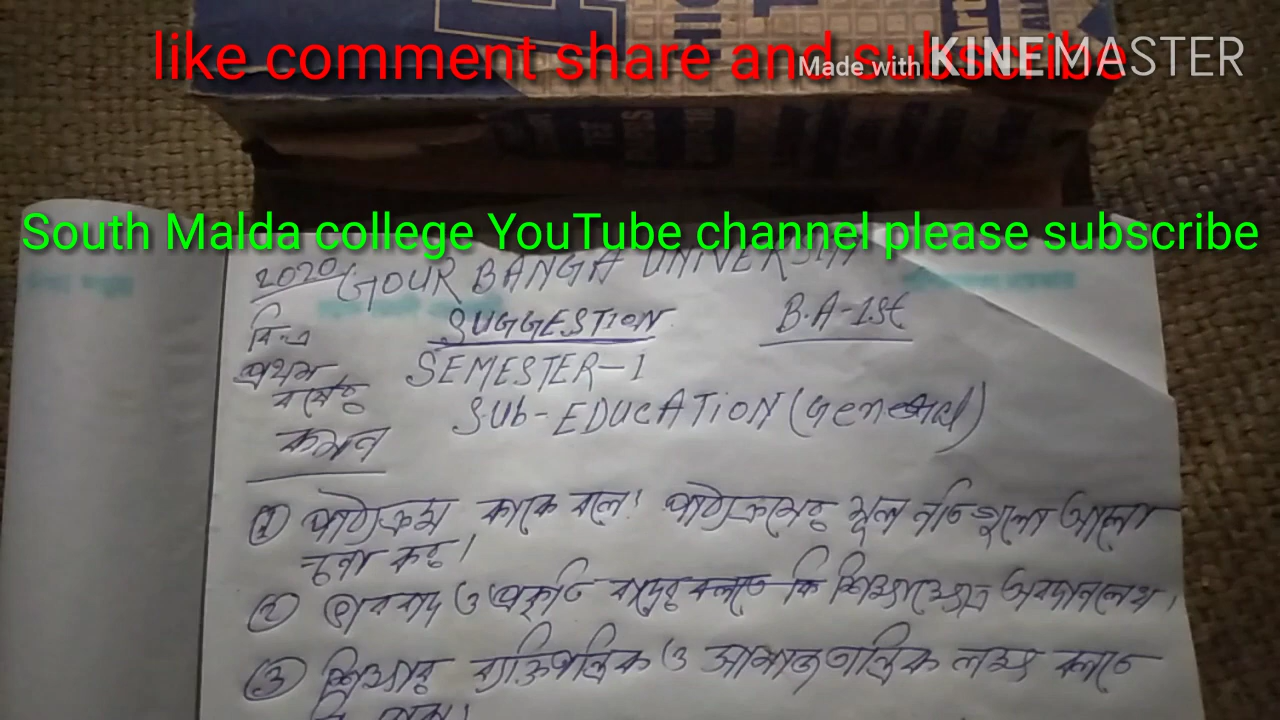 like comment share and subscribe
Made with KINEMASTER
South Malda college YouTube channel please subscribe
2020 GOUR BANGA UNIVERSITY
বি.এ SUGGESTION B.A-1st
প্রথম SEMESTER-1
বর্ষের Sub-EDUCATION (General)
কমন
① পাঠ্যক্রম কাকে বলে। পাঠ্যক্রমের মূল নীতি গুলো আলো
চনা কর।
② ভাববাদ ও প্রকৃতি বাদের বলতে কি শিক্ষাক্ষেত্রে অবদান লেখ।
③ শিক্ষার ব্যক্তিতান্ত্রিক ও সমাজতান্ত্রিক লক্ষ্য বলতে